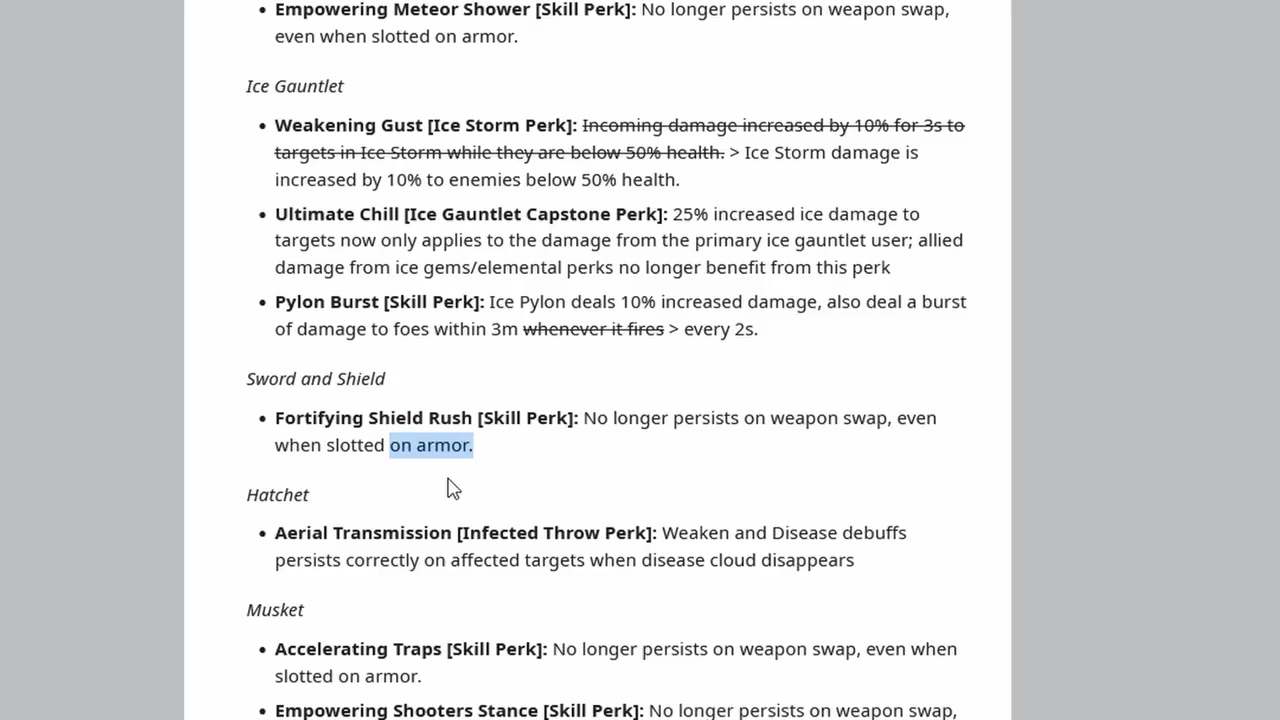 • Empowering Meteor Shower [Skill Perk]: No longer persists on weapon swap,
even when slotted on armor.
Ice Gauntlet
• Weakening Gust [Ice Storm Perk]: Incoming damage increased by 10% for 3s to
targets in Ice Storm while they are below 50% health. > Ice Storm damage is
increased by 10% to enemies below 50% health.
• Ultimate Chill [Ice Gauntlet Capstone Perk]: 25% increased ice damage to
targets now only applies to the damage from the primary ice gauntlet user; allied
damage from ice gems/elemental perks no longer benefit from this perk
• Pylon Burst [Skill Perk]: Ice Pylon deals 10% increased damage, also deal a burst
of damage to foes within 3m whenever it fires > every 2s.
Sword and Shield
• Fortifying Shield Rush [Skill Perk]: No longer persists on weapon swap, even
when slotted on armor.
Hatchet
• Aerial Transmission [Infected Throw Perk]: Weaken and Disease debuffs
persists correctly on affected targets when disease cloud disappears
Musket
• Accelerating Traps [Skill Perk]: No longer persists on weapon swap, even when
slotted on armor.
• Empowering Shooters Stance [Skill Perk]: No longer persists on weapon swap,